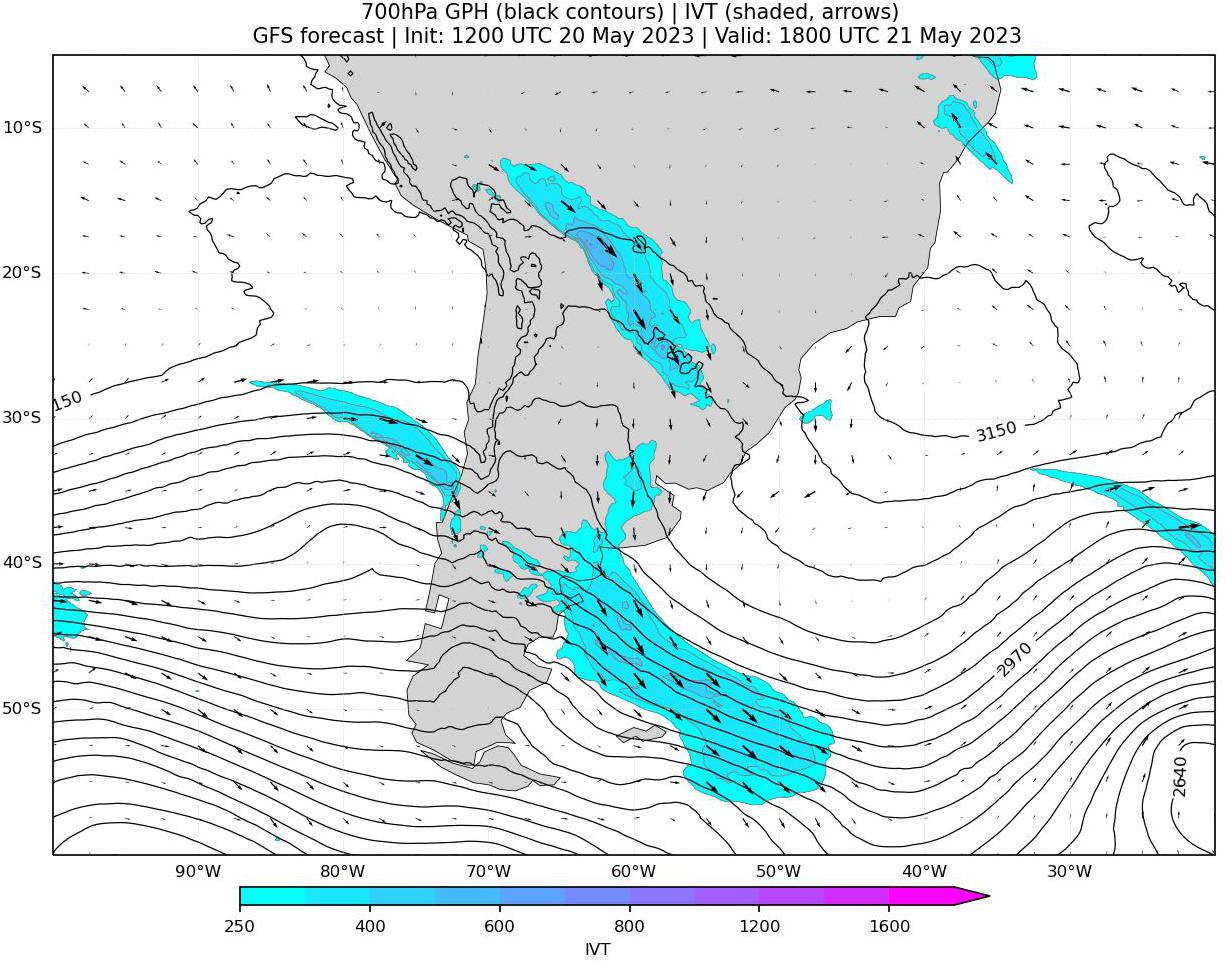 700hPa GPH (black contours) | IVT (shaded, arrows)
GFS forecast | Init: 1200 UTC 20 May 2023 | Valid: 1800 UTC 21 May 2023
10°S
20°S
150
30°S
3150
40°S
2970
50°S
2640
90°W 80°W 70°W 60°W 50°W 40°W 30°W
250 400 600 800 1200 1600
IVT